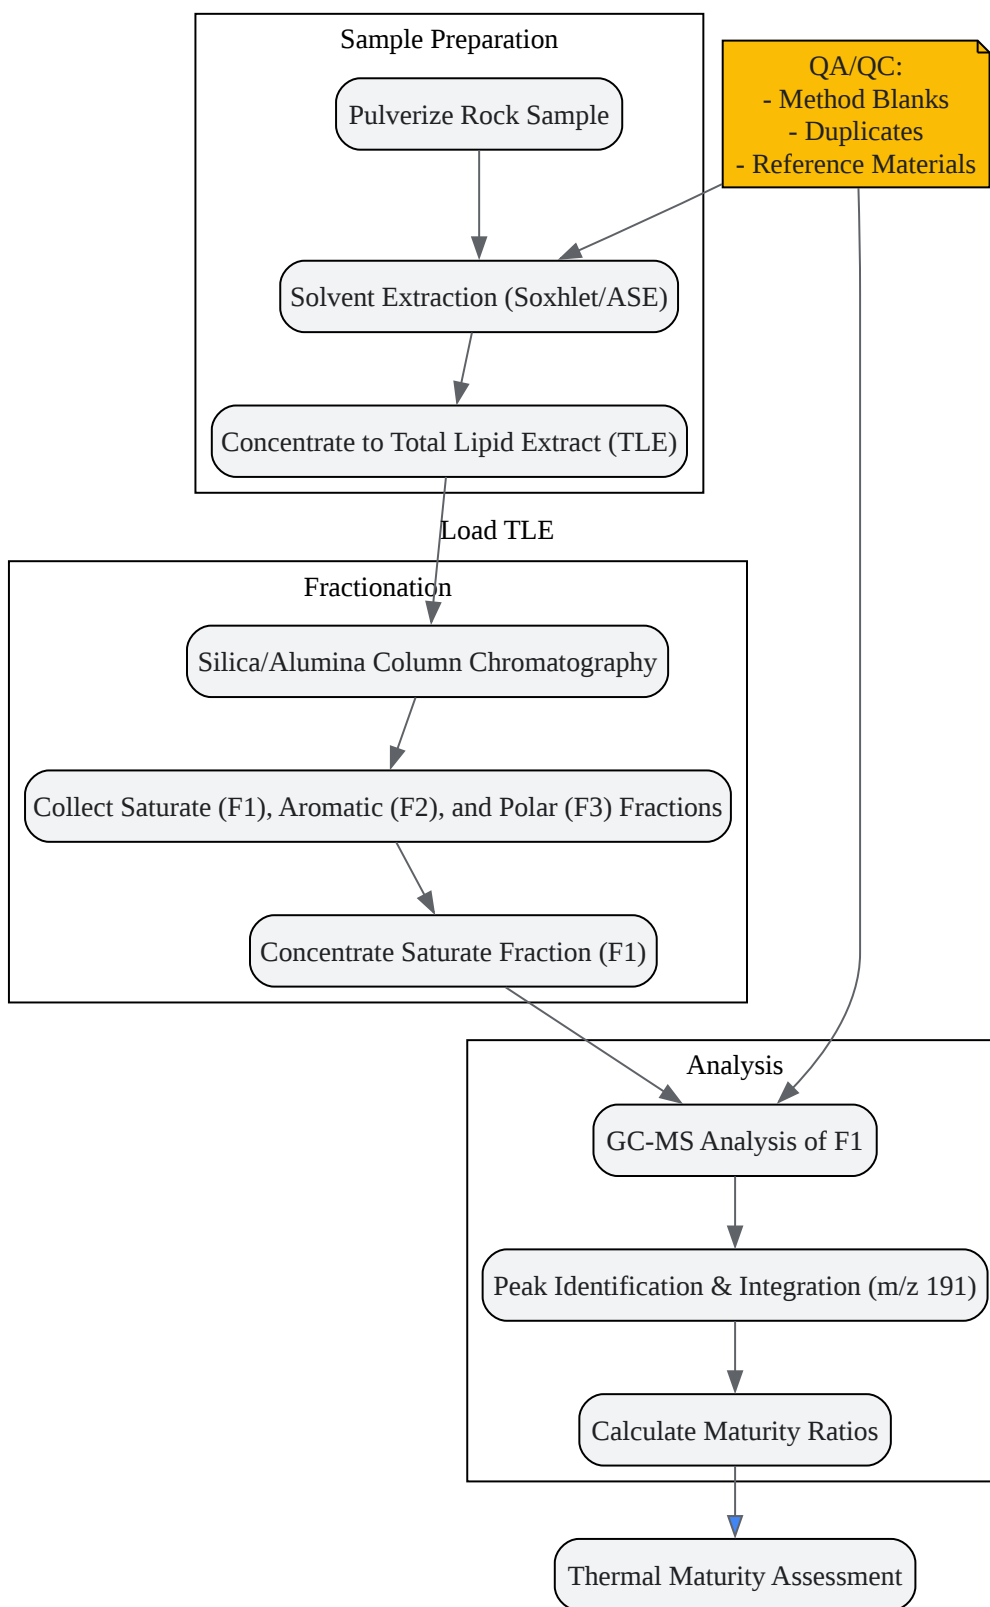 Sample Preparation
Pulverize Rock Sample
QA/QC:
- Method Blanks
- Duplicates
- Reference Materials
Solvent Extraction (Soxhlet/ASE)
Concentrate to Total Lipid Extract (TLE)
Load TLE
Fractionation
Silica/Alumina Column Chromatography
Collect Saturate (F1), Aromatic (F2), and Polar (F3) Fractions
Concentrate Saturate Fraction (F1)
Analysis
GC-MS Analysis of F1
Peak Identification & Integration (m/z 191)
Calculate Maturity Ratios
Thermal Maturity Assessment